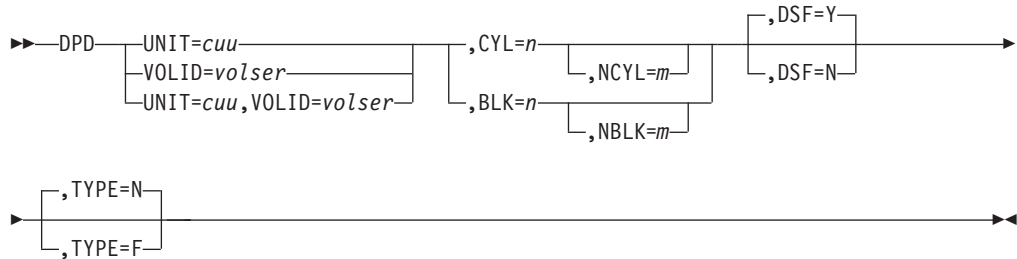 ,DSF=Y
DPD UNIT=cuu ,CYL=n
VOLID=volser ,NCYL=m ,DSF=N
UNIT=cuu,VOLID=volser ,BLK=n
,NBLK=m
,TYPE=N
,TYPE=F